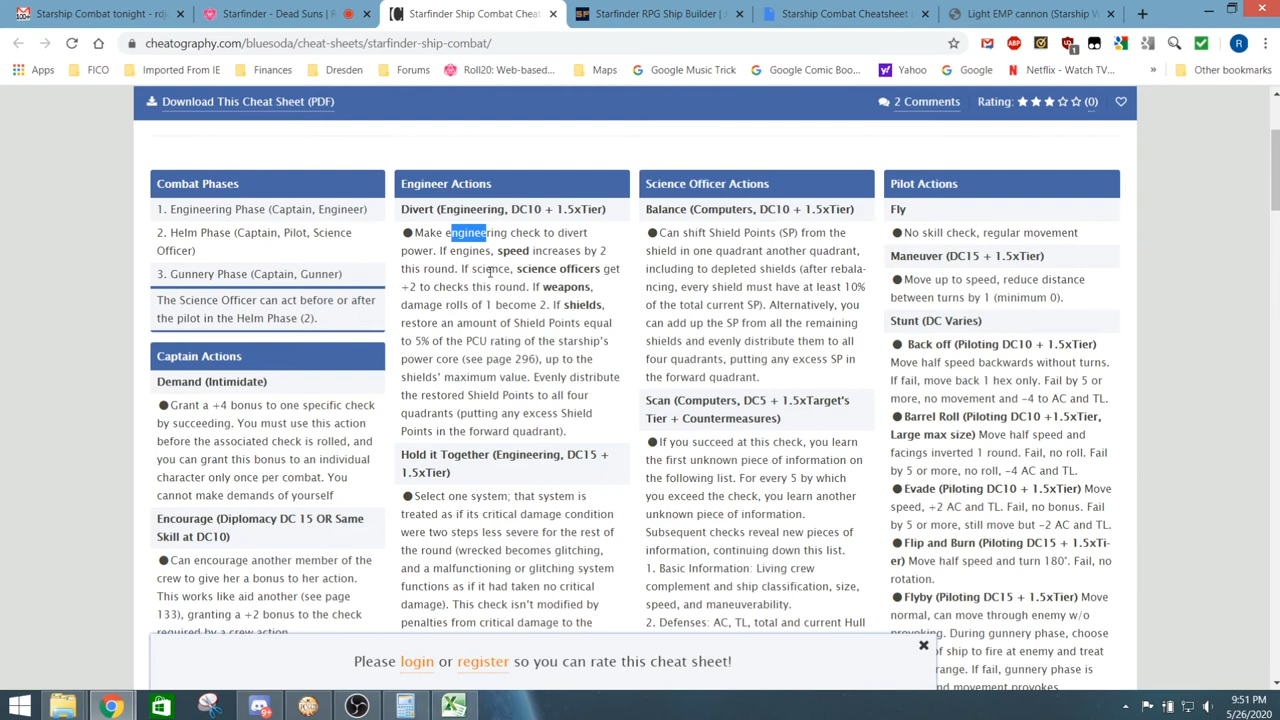 Starship Combat tonight - rdj
Starfinder - Dead Suns |
Starfinder Ship Combat Cheat
Starfinder RPG Ship Builder | J
Starship Combat Cheatsheet
Light EMP cannon (Starship W
cheatography.com/bluesoda/cheat-sheets/starfinder-ship-combat/
Apps
FICO
Imported From IE
Finances
Dresden
Forums
Roll20: Web-based...
Maps
Google Music Trick
Google Comic Boo...
Yahoo
Google
Netflix - Watch TV...
»
Other bookmarks
Download This Cheat Sheet (PDF)
2 Comments
Rating: ★★★☆☆ (0)
Combat Phases
1. Engineering Phase (Captain, Engineer)
2. Helm Phase (Captain, Pilot, Science
Officer)
3. Gunnery Phase (Captain, Gunner)
The Science Officer can act before or after
the pilot in the Helm Phase (2).
Captain Actions
Demand (Intimidate)
●Grant a +4 bonus to one specific check
by succeeding. You must use this action
before the associated check is rolled, and
you can grant this bonus to an individual
character only once per combat. You
cannot make demands of yourself
Encourage (Diplomacy DC 15 OR Same
Skill at DC10)
●Can encourage another member of the
crew to give her a bonus to her action.
This works like aid another (see page
133), granting a +2 bonus to the check
required by a crew action.
Engineer Actions
Divert (Engineering, DC10 + 1.5xTier)
●Make engineering check to divert
power. If engines, speed increases by 2
this round. If science, science officers get
+2 to checks this round. If weapons,
damage rolls of 1 become 2. If shields,
restore an amount of Shield Points equal
to 5% of the PCU rating of the starship's
power core (see page 296), up to the
shields' maximum value. Evenly distribute
the restored Shield Points to all four
quadrants (putting any excess Shield
Points in the forward quadrant).
Hold it Together (Engineering, DC15 +
1.5xTier)
●Select one system; that system is
treated as if its critical damage condition
were two steps less severe for the rest of
the round (wrecked becomes glitching,
and a malfunctioning or glitching system
functions as if it had taken no critical
damage). This check isn't modified by
penalties from critical damage to the
Science Officer Actions
Balance (Computers, DC10 + 1.5xTier)
●Can shift Shield Points (SP) from the
shield in one quadrant another quadrant,
including to depleted shields (after rebala-
ncing, every shield must have at least 10%
of the total current SP). Alternatively, you
can add up the SP from all the remaining
shields and evenly distribute them to all
four quadrants, putting any excess SP in
the forward quadrant.
Scan (Computers, DC5 + 1.5xTarget's
Tier + Countermeasures)
●If you succeed at this check, you learn
the first unknown piece of information on
the following list. For every 5 by which
you exceed the check, you learn another
unknown piece of information.
Subsequent checks reveal new pieces of
information, continuing down this list.
1. Basic Information: Living crew
complement and ship classification, size,
speed, and maneuverability.
2. Defenses: AC, TL, total and current Hull
Pilot Actions
Fly
●No skill check, regular movement
Maneuver (DC15 + 1.5xTier)
●Move up to speed, reduce distance
between turns by 1 (minimum 0).
Stunt (DC Varies)
● Back off (Piloting DC10 + 1.5xTier)
Move half speed backwards without turns.
If fail, move back 1 hex only. Fail by 5 or
more, no movement and -4 to AC and TL.
●Barrel Roll (Piloting DC10 +1.5xTier,
Large max size) Move half speed and
facings inverted 1 round. Fail, no roll. Fail
by 5 or more, no roll, -4 AC and TL.
●Evade (Piloting DC10 + 1.5xTier) Move
speed, +2 AC and TL. Fail, no bonus. Fail
by 5 or more, still move but -2 AC and TL.
●Flip and Burn (Piloting DC15 + 1.5xTi-
er) Move half speed and turn 180°. Fail, no
rotation.
●Flyby (Piloting DC15 + 1.5xTier) Move
normal, can move through enemy w/o
provoking. During gunnery phase, choose
of ship to fire at enemy and treat
range. If fail, gunnery phase is
nd movement provokes.
Please login or register so you can rate this cheat sheet!
9:51 PM
5/26/2020